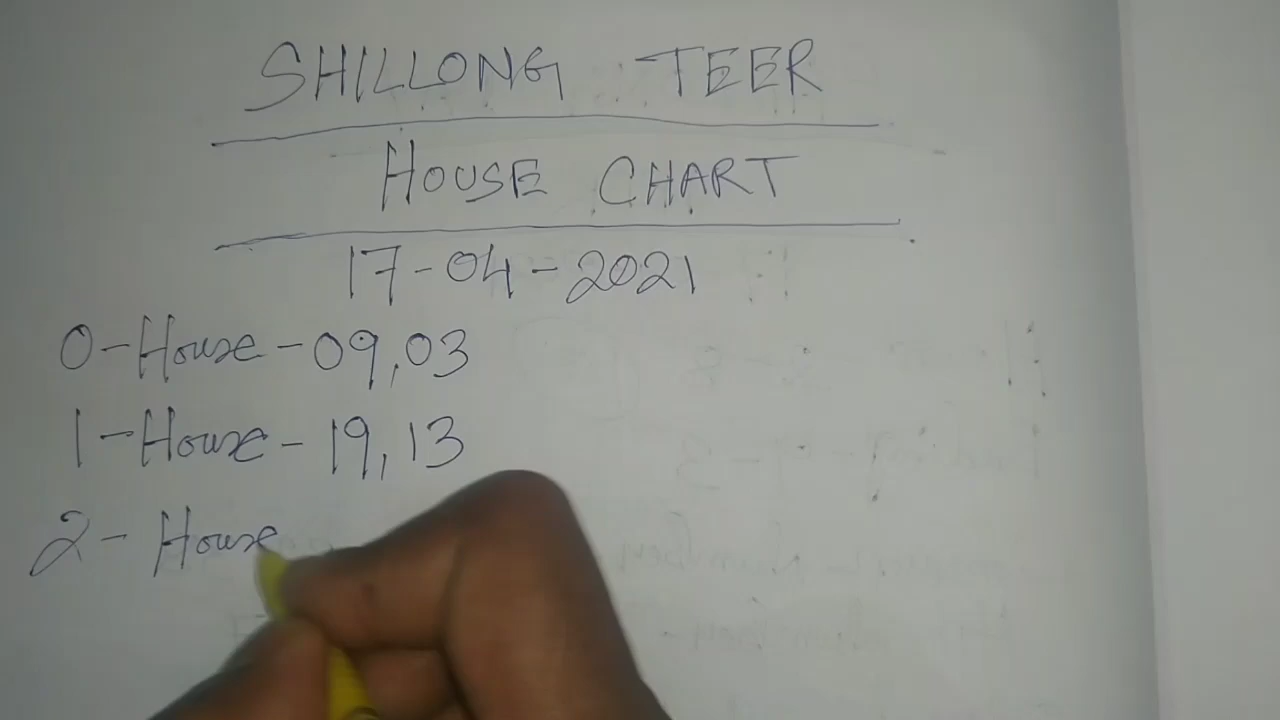 SHILLONG TEER
HOUSE CHART
17-04-2021
0-House-09,03
1-House-19,13
2-House